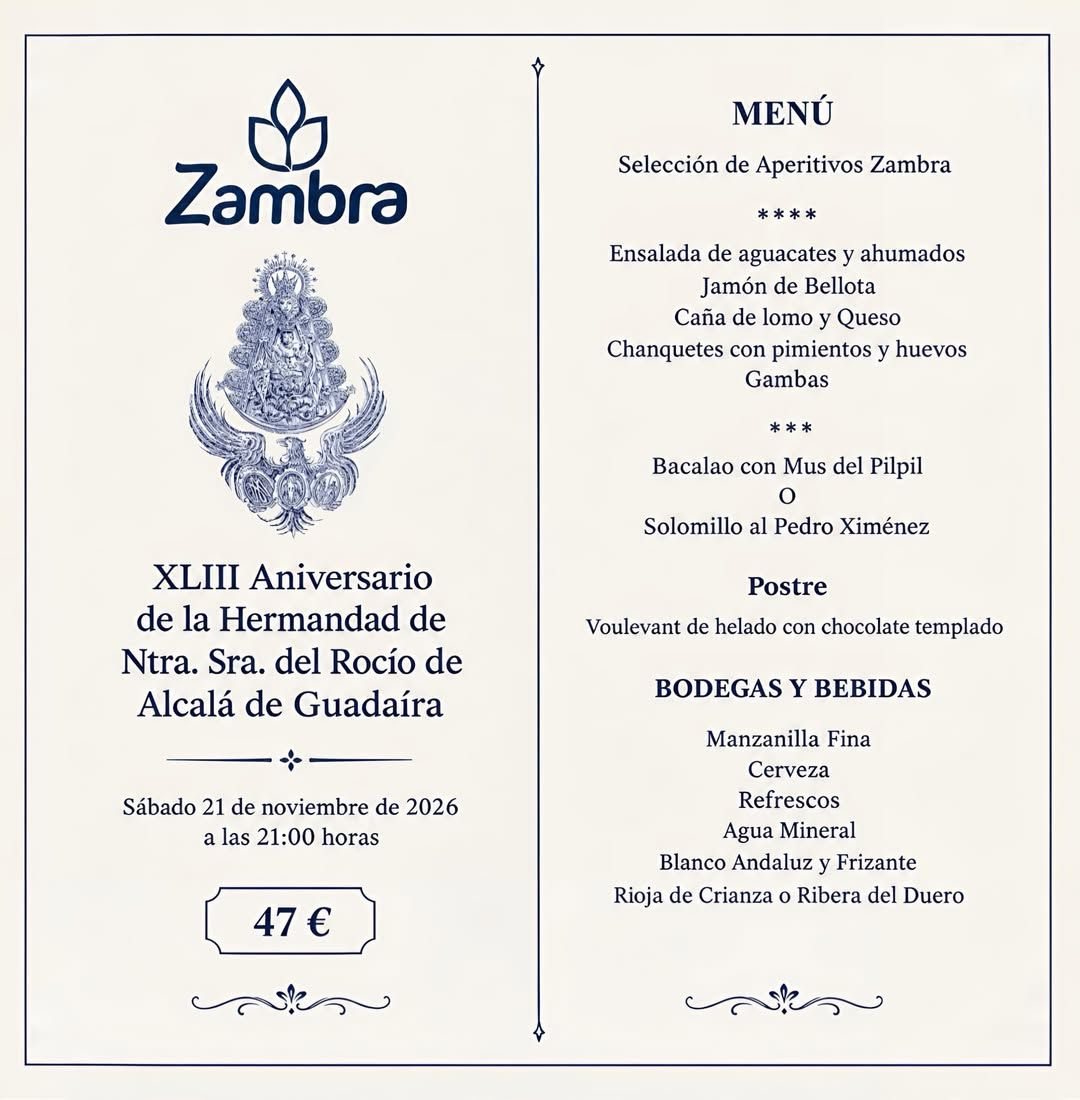 Zambra
XLIII Aniversario
de la Hermandad de
Ntra. Sra. del Rocío de
Alcalá de Guadaíra
Sábado 21 de noviembre de 2026
a las 21:00 horas
47 €
MENÚ
Selección de Aperitivos Zambra
****
Ensalada de aguacates y ahumados
Jamón de Bellota
Caña de lomo y Queso
Chanquetes con pimientos y huevos
Gambas
***
Bacalao con Mus del Pilpil
O
Solomillo al Pedro Ximénez
Postre
Voulevant de helado con chocolate templado
BODEGAS Y BEBIDAS
Manzanilla Fina
Cerveza
Refrescos
Agua Mineral
Blanco Andaluz y Frizante
Rioja de Crianza o Ribera del Duero